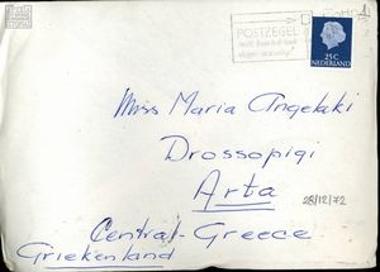 POSTZEGEL
25C
NEDERLAND
Miss Maria Angelaki
Drossopigi
Arta
28/12/72
Central-Greece
Griekenland